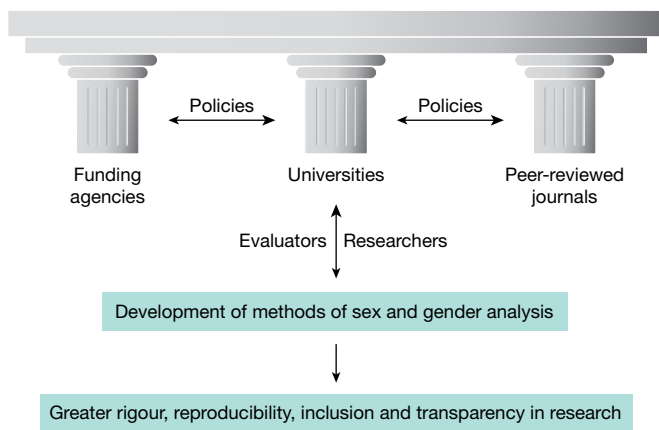 Policies
Policies
Funding
agencies
Universities
Peer-reviewed
journals
Evaluators
Researchers
Development of methods of sex and gender analysis
Greater rigour, reproducibility, inclusion and transparency in research